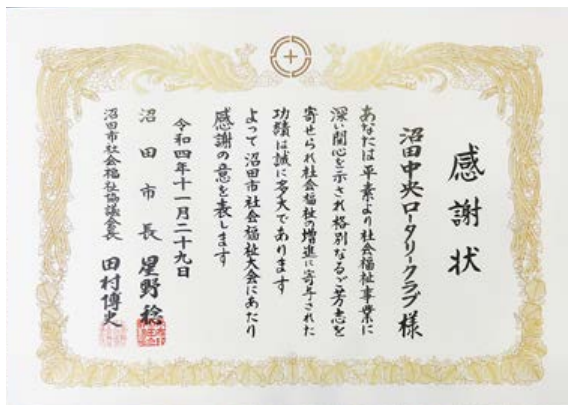 感謝状
沼田中央ロータリークラブ 様
あなたは平素より社会福祉事業に
深い関心を示され格別なるご芳志を
寄せられ社会福祉の増進に寄与された
功績は誠に多大であります
よって沼田市社会福祉大会にあたり
感謝の意を表します
令和四年十一月二十九日
沼田市長 星野稔
沼田市社会福祉協議会長 田村博史